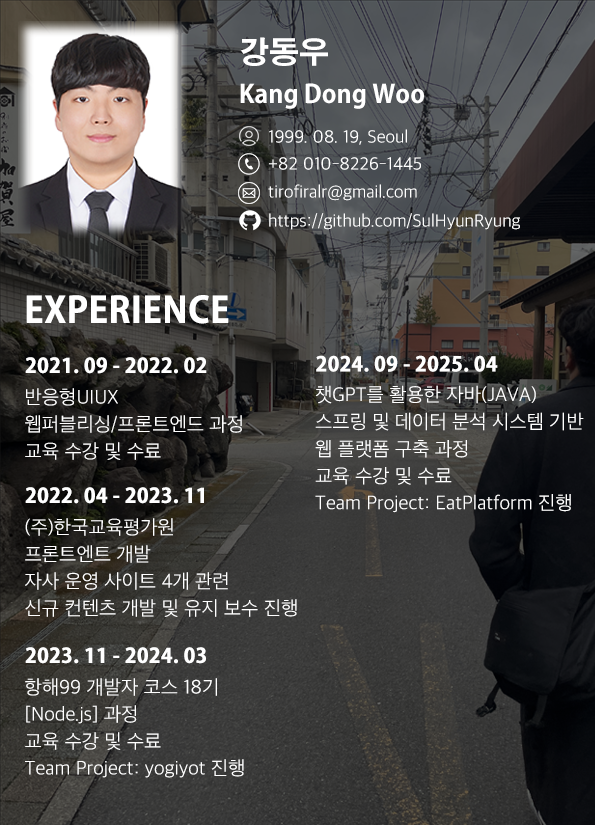 강동우
Kang Dong Woo
1999. 08. 19, Seoul
+82 010-8226-1445
tirofiralr@gmail.com
https://github.com/SulHyunRyung
加賀屋
EXPERIENCE
2021. 09 - 2022. 02
반응형UIUX
웹퍼블리싱/프론트엔드 과정
교육 수강 및 수료
2022. 04 - 2023. 11
(주)한국교육평가원
프론트엔트 개발
자사 운영 사이트 4개 관련
신규 컨텐츠 개발 및 유지 보수 진행
2023. 11 - 2024. 03
항해99 개발자 코스 18기
[Node.js] 과정
교육 수강 및 수료
Team Project: yogiyot 진행
2024. 09 - 2025. 04
챗GPT를 활용한 자바(JAVA)
스프링 및 데이터 분석 시스템 기반
웹 플랫폼 구축 과정
교육 수강 및 수료
Team Project: EatPlatform 진행